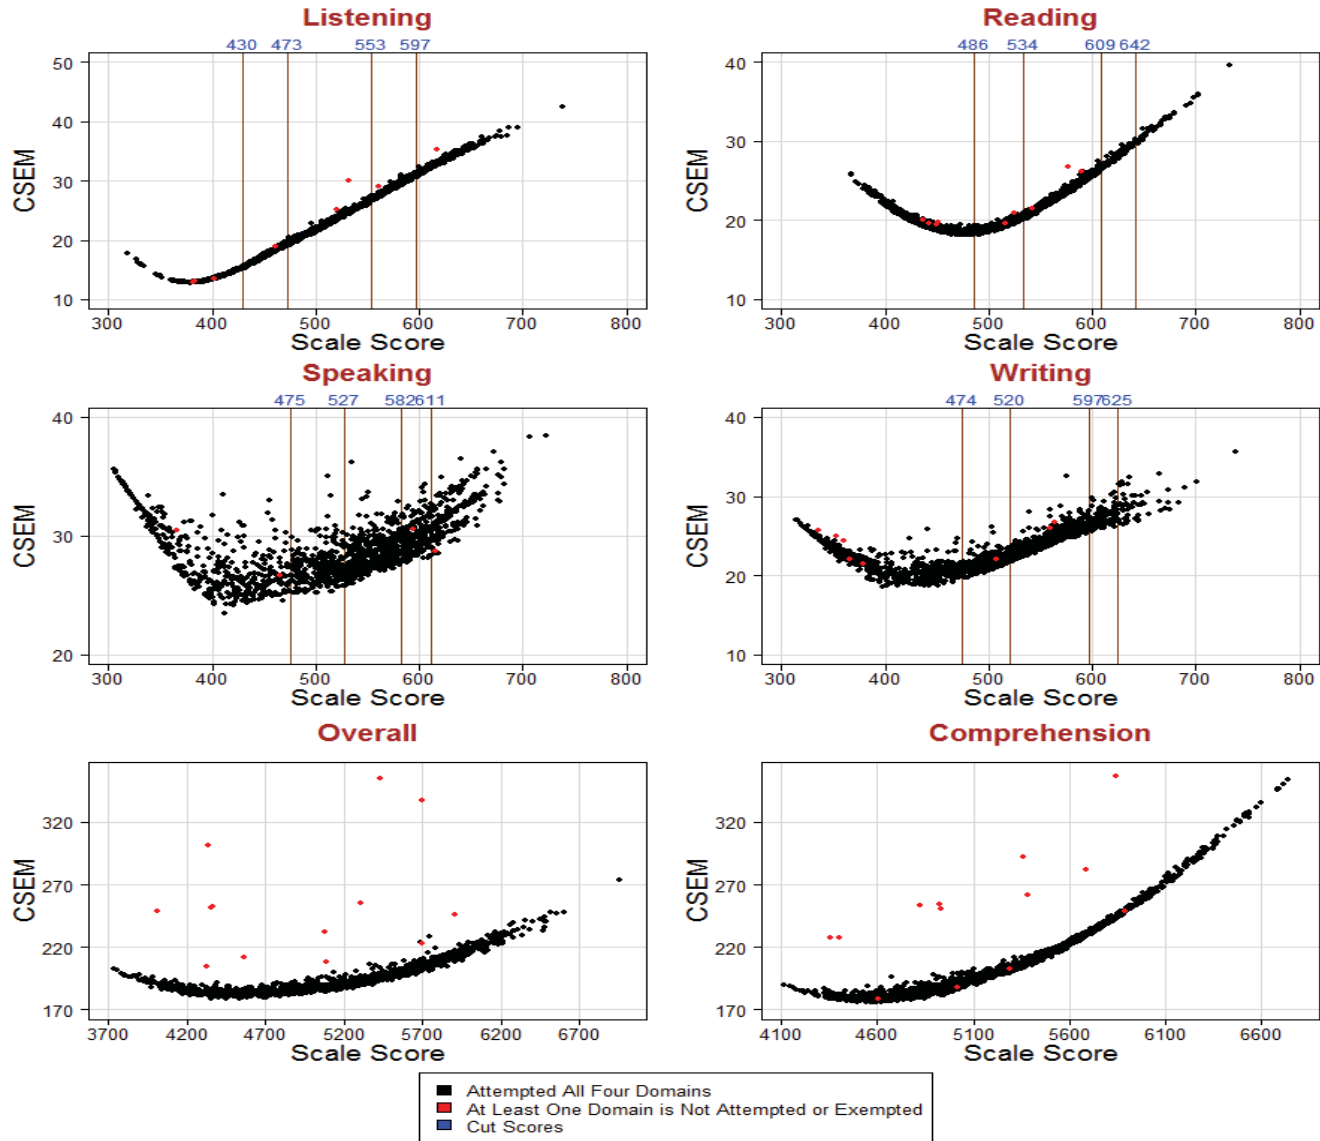 Listening
430 473 553 597
50
40
30
20
10
CSEM
300 400 500 600 700 800
Scale Score
Reading
486 534 609 642
40
30
20
10
CSEM
300 400 500 600 700 800
Scale Score
Speaking
475 527 582 611
40
30
20
CSEM
300 400 500 600 700 800
Scale Score
Writing
474 520 597 625
40
30
20
10
CSEM
300 400 500 600 700 800
Scale Score
Overall
320
270
220
170
CSEM
3700 4200 4700 5200 5700 6200 6700
Scale Score
Comprehension
320
270
220
170
CSEM
4100 4600 5100 5600 6100 6600
Scale Score
Attempted All Four Domains
At Least One Domain is Not Attempted or Exempted
Cut Scores